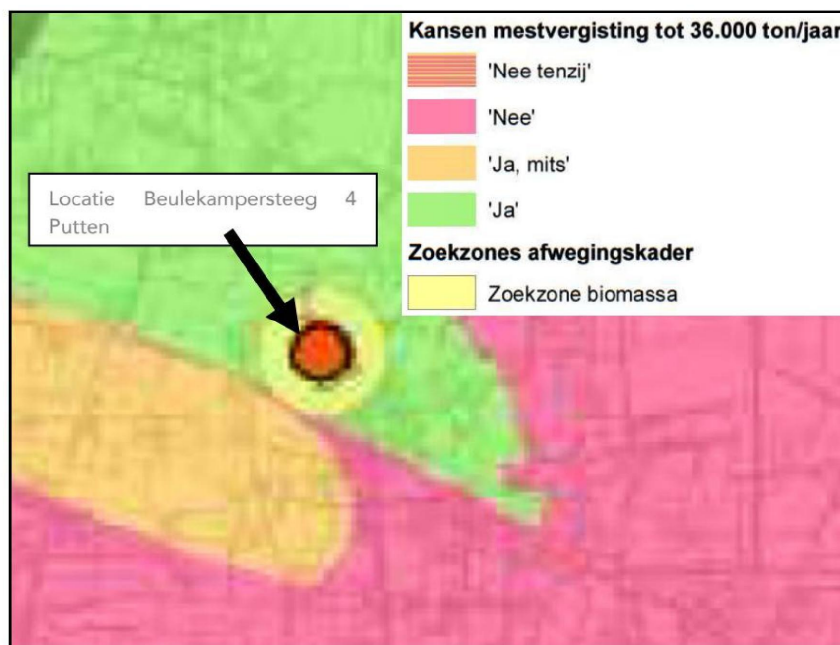 Kansen mestvergisting tot 36.000 ton/jaar
'Nee tenzij'
'Nee'
'Ja, mits'
'Ja'
Zoekzones afwegingskader
Zoekzone biomassa
Locatie Beulekampersteeg 4
Putten